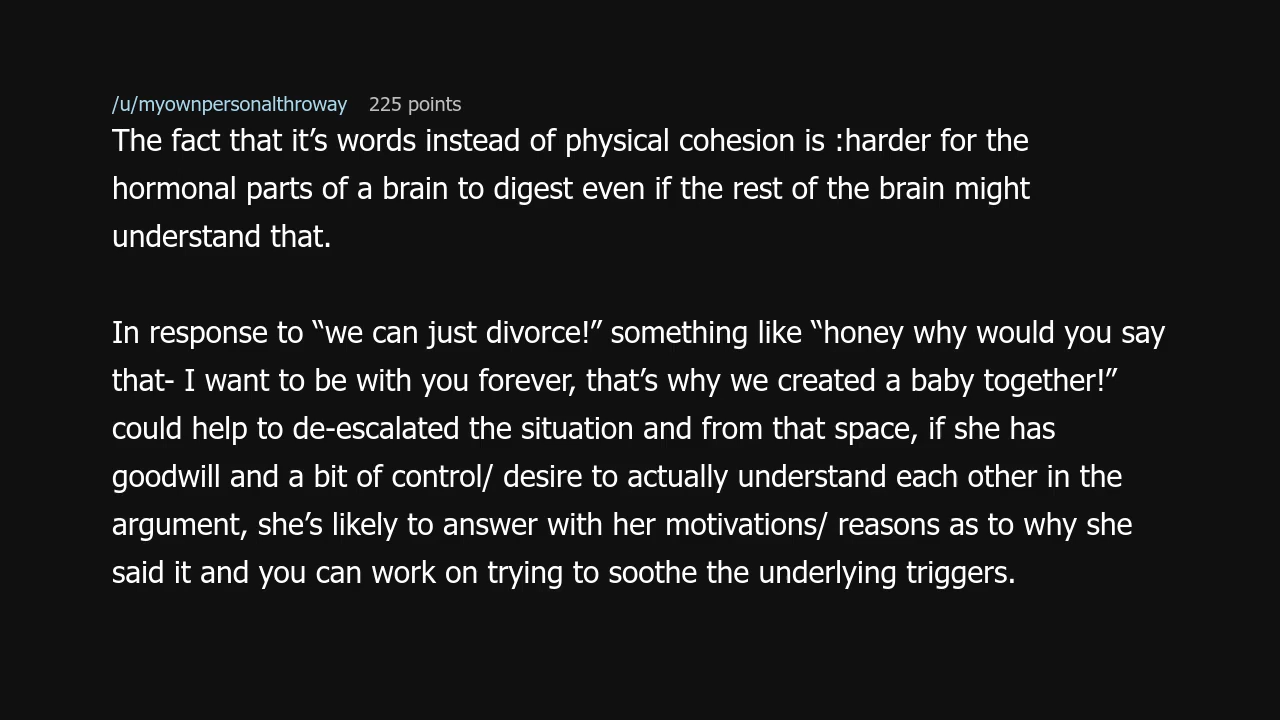 /u/myownpersonalthroway 225 points
The fact that it’s words instead of physical cohesion is :harder for the
hormonal parts of a brain to digest even if the rest of the brain might
understand that.
In response to “we can just divorce!” something like “honey why would you say
that- I want to be with you forever, that’s why we created a baby together!”
could help to de-escalated the situation and from that space, if she has
goodwill and a bit of control/ desire to actually understand each other in the
argument, she’s likely to answer with her motivations/ reasons as to why she
said it and you can work on trying to soothe the underlying triggers.